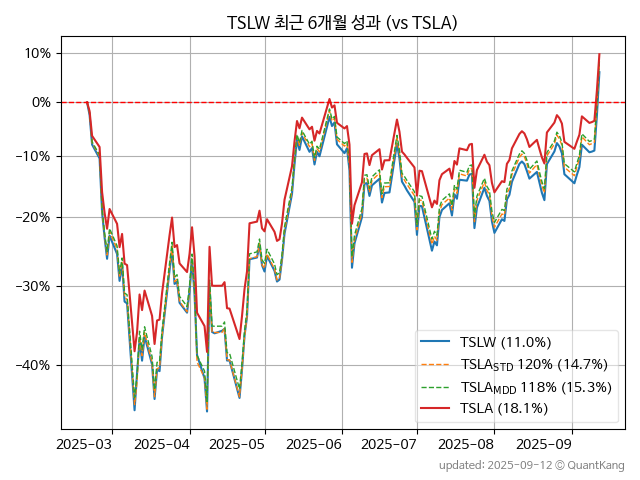 TSLW 최근 6개월 성과 (vs TSLA)
10%
0%
−10%
−20%
−30%
−40%
TSLW (11.0%)
TSLA_STD 120% (14.7%)
TSLA_MDD 118% (15.3%)
TSLA (18.1%)
2025-03 2025-04 2025-05 2025-06 2025-07 2025-08 2025-09
updated: 2025-09-12 © QuantKang